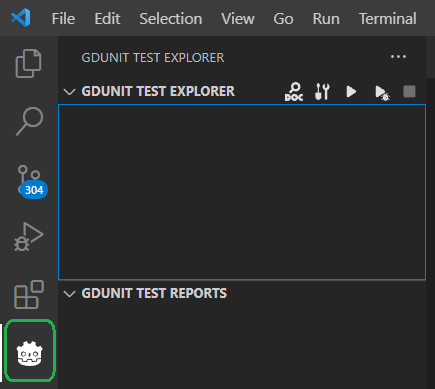 File Edit Selection View Go Run Terminal
GDUNIT TEST EXPLORER
GDUNIT TEST EXPLORER
DOC
304
GDUNIT TEST REPORTS